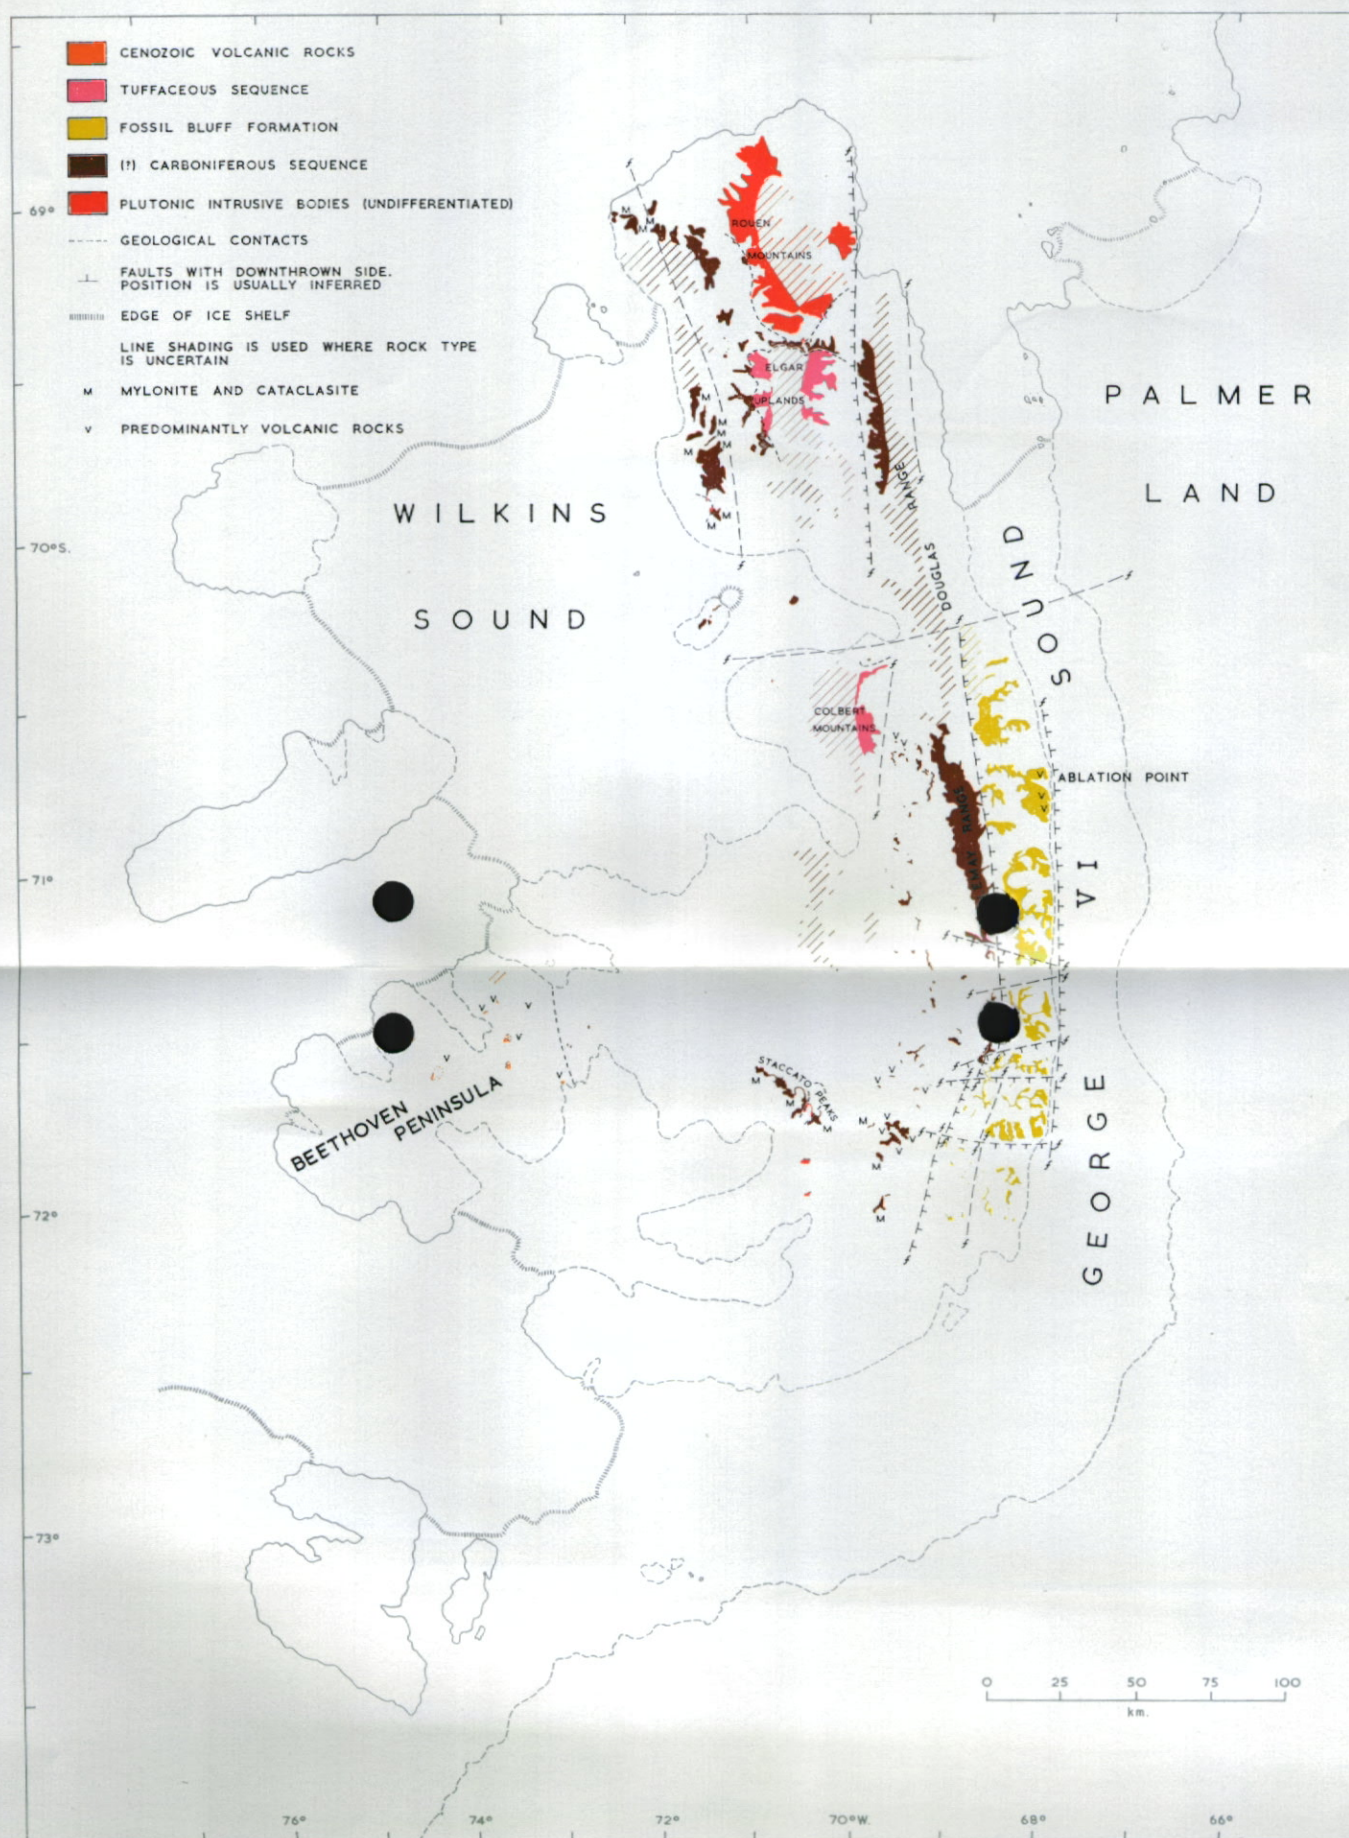 CENOZOIC VOLCANIC ROCKS
TUFFACEOUS SEQUENCE
FOSSIL BLUFF FORMATION
(?) CARBONIFEROUS SEQUENCE
PLUTONIC INTRUSIVE BODIES (UNDIFFERENTIATED)
GEOLOGICAL CONTACTS
FAULTS WITH DOWNTHROWN SIDE.
POSITION IS USUALLY INFERRED
EDGE OF ICE SHELF
LINE SHADING IS USED WHERE ROCK TYPE
IS UNCERTAIN
M MYLONITE AND CATACLASITE
V PREDOMINANTLY VOLCANIC ROCKS
69°
70°S.
71°
72°
73°
ROUEN
MOUNTAINS
ELGAR
UPLANDS
PALMER
LAND
WILKINS
SOUND
DOUGLAS RANGE
COLBERT
MOUNTAINS
LEMAY RANGE
ABLATION POINT
GEORGE VI SOUND
STACCATO PEAKS
BEETHOVEN
PENINSULA
0 25 50 75 100
km.
76° 74° 72° 70°W. 68° 66°